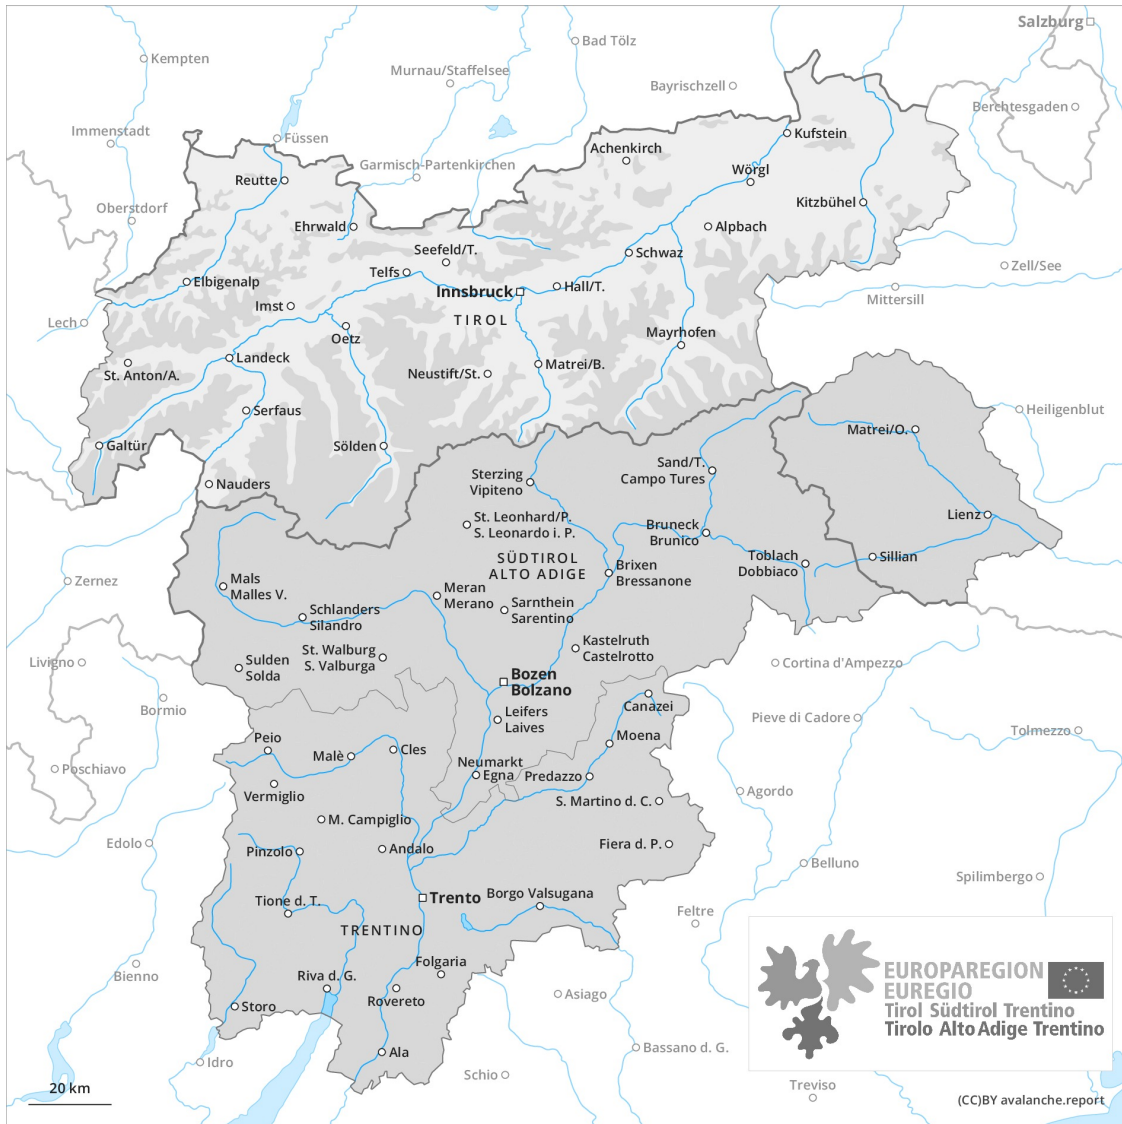 Salzburg
Bad Tölz
Kempten
Murnau/Staffelsee
Bayrischzell
Berchtesgaden
Immenstadt
Füssen
Kufstein
Achenkirch
Garmisch-Partenkirchen
Wörgl
Reutte
Oberstdorf
Kitzbühel
Ehrwald
Alpbach
Seefeld/T.
Schwaz
Telfs
Zell/See
Elbigenalp
Hall/T.
Innsbruck
Mittersill
Imst
TIROL
Lech
Oetz
Mayrhofen
Landeck
Matrei/B.
St. Anton/A.
Neustift/St.
Serfaus
Heiligenblut
Matrei/O.
Galtür
Sölden
Sand/T.
Campo Tures
Sterzing
Vipiteno
Nauders
St. Leonhard/P.
S. Leonardo i. P.
Lienz
Bruneck
Brunico
SÜDTIROL
ALTO ADIGE
Toblach
Dobbiaco
Sillian
Brixen
Bressanone
Zernez
Mals
Malles V.
Meran
Merano
Sarnthein
Sarentino
Schlanders
Silandro
Kastelruth
Castelrotto
St. Walburg
S. Valburga
Livigno
Sulden
Solda
Cortina d'Ampezzo
Bozen
Bolzano
Bormio
Canazei
Leifers
Laives
Pieve di Cadore
Tolmezzo
Peio
Moena
Malè
Cles
Poschiavo
Neumarkt
Egna
Predazzo
Vermiglio
Agordo
S. Martino d. C.
M. Campiglio
Edolo
Pinzolo
Andalo
Fiera d. P.
Belluno
Spilimbergo
Tione d. T.
Trento
Borgo Valsugana
Feltre
TRENTINO
Folgaria
Bienno
Riva d. G.
EUROPAREGION
EUREGIO
Tirol Südtirol Trentino
Tirolo Alto Adige Trentino
Rovereto
Asiago
Storo
Ala
Bassano d. G.
Idro
Schio
Treviso
20 km
(CC)BY avalanche.report